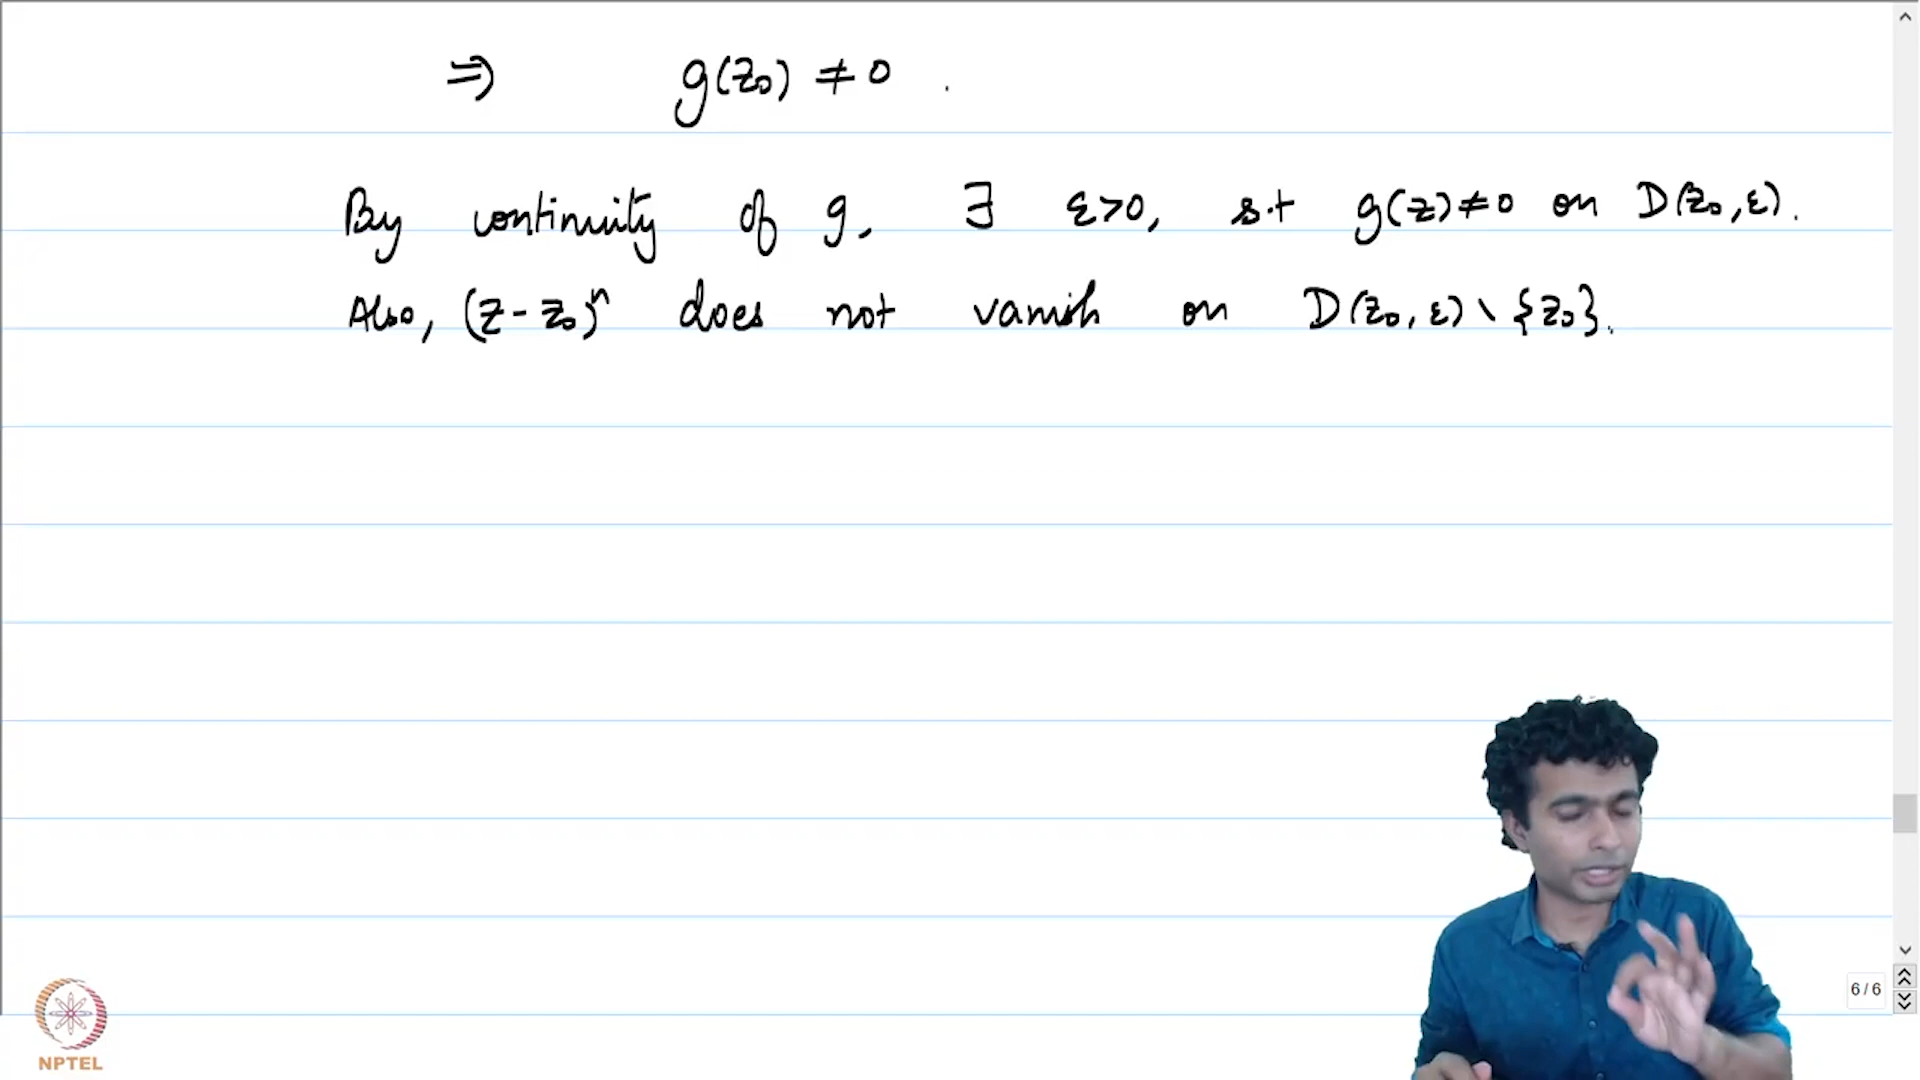 ⇒ g(z₀) ≠ 0 .
By continuity of g, ∃ ε>0, s.t g(z)≠0 on D(z₀, ε).
Also, (z - z₀)ⁿ does not vanish on D(z₀, ε) \ {z₀}.
6 / 6
NPTEL